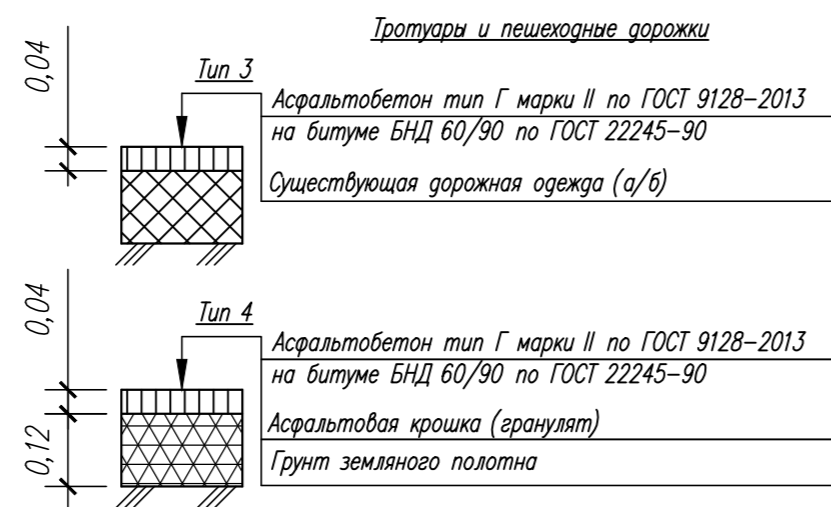 Тротуары и пешеходные дорожки
0,04
Тип 3
Асфальтобетон тип Г марки II по ГОСТ 9128-2013
на битуме БНД 60/90 по ГОСТ 22245-90
Существующая дорожная одежда (а/б)
0,04
Тип 4
Асфальтобетон тип Г марки II по ГОСТ 9128-2013
на битуме БНД 60/90 по ГОСТ 22245-90
0,12
Асфальтовая крошка (гранулят)
Грунт земляного полотна